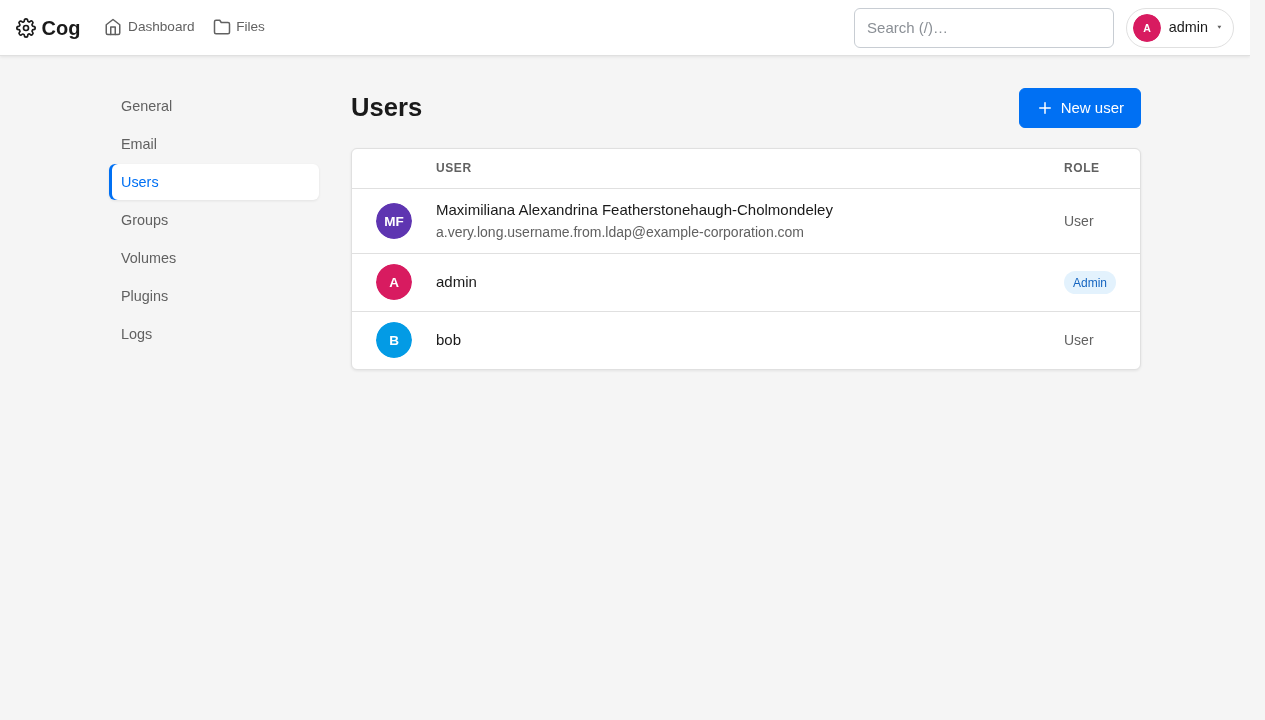 Cog
Dashboard
Files
Search (/)…
A
admin
General
Email
Users
Groups
Volumes
Plugins
Logs
Users
New user
USER
ROLE
MF
Maximiliana Alexandrina Featherstonehaugh-Cholmondeley
a.very.long.username.from.ldap@example-corporation.com
User
A
admin
Admin
B
bob
User